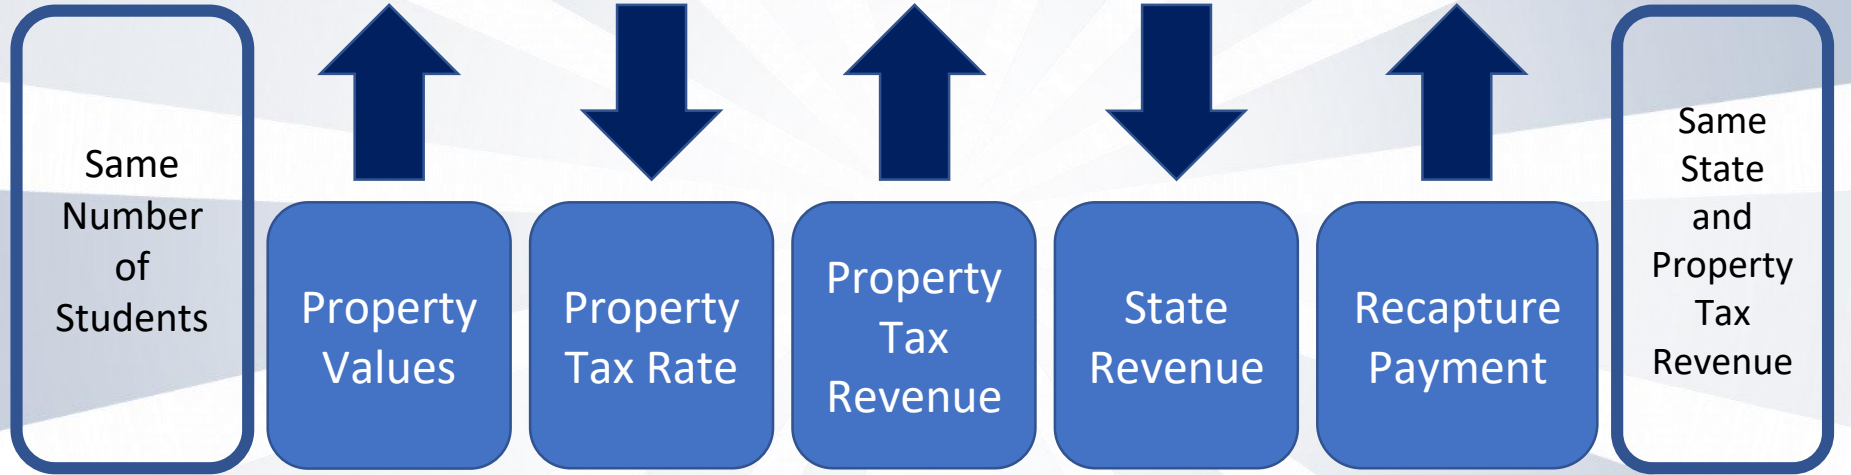 Same
Number
of
Students
Property
Values
Property
Tax Rate
Property
Tax
Revenue
State
Revenue
Recapture
Payment
Same
State
and
Property
Tax
Revenue